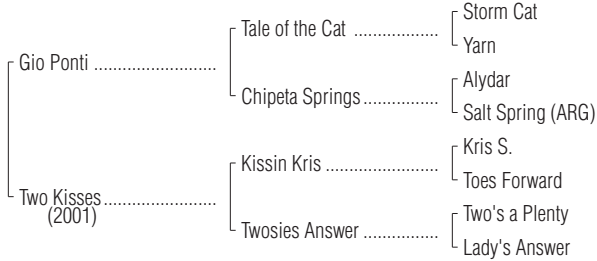 Storm Cat
Tale of the Cat ..................
Yarn
Gio Ponti ..........................
Alydar
Chipeta Springs ................
Salt Spring (ARG)
Kris S.
Kissin Kris ........................
Toes Forward
Two Kisses........................
(2001)
Two's a Plenty
Twosies Answer ................
Lady's Answer